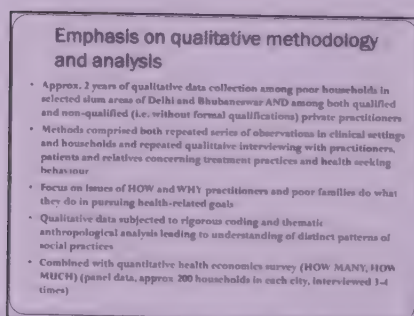 Emphasis on qualitative methodology
and analysis
• Approx. 2 years of qualitative data collection among poor households in
selected slum areas of Delhi and Bhubaneswar AND among both qualified
and non-qualified (i.e. without formal qualifications) private practitioners
• Methods comprised both repeated series of observations in clinical settings
and households and repeated qualitative interviewing with practitioners,
patients and relatives concerning treatment practices and health seeking
behaviour
• Focus on issues of HOW and WHY practitioners and poor families do what
they do in pursuing health-related goals
• Qualitative data subjected to rigorous coding and thematic
anthropological analysis leading to understanding of distinct patterns of
social practices
• Combined with quantitative health economics survey (HOW MANY, HOW
MUCH) (panel data, approx 200 households in each city, interviewed 3-4
times)